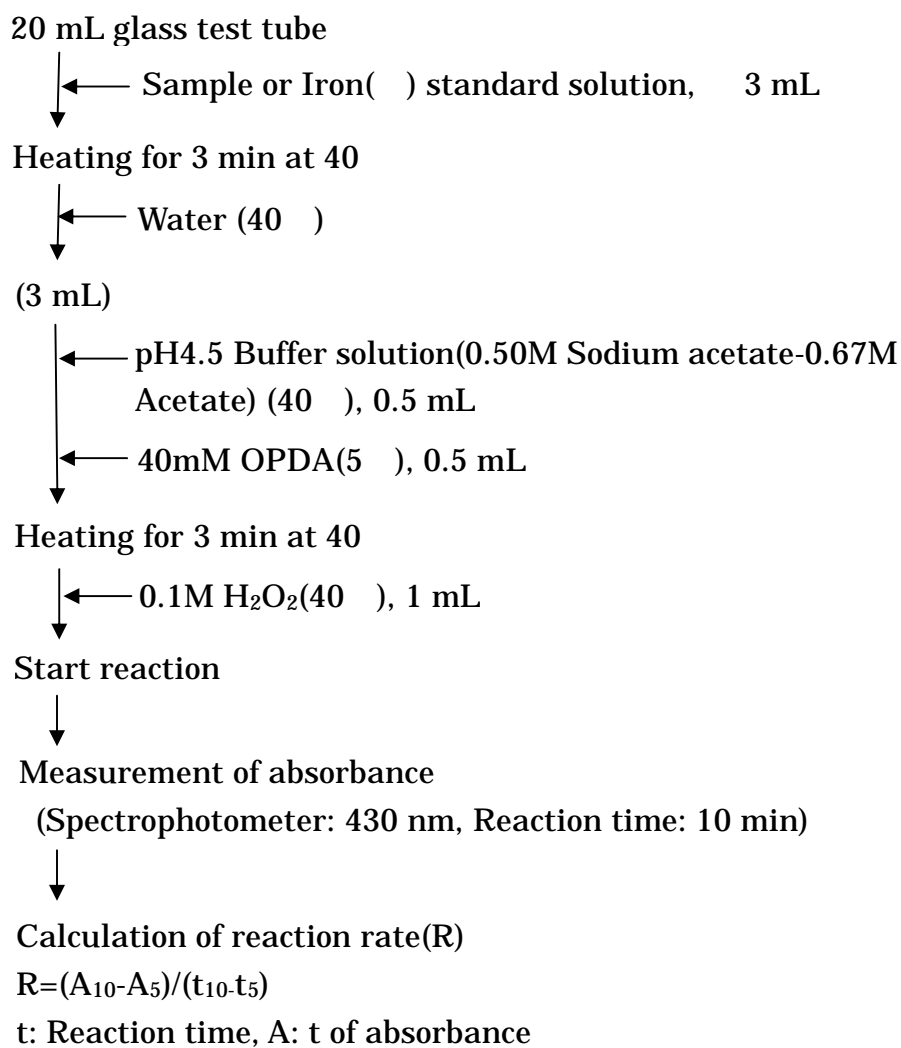 20 mL glass test tube
Sample or Iron(　) standard solution,　3 mL
Heating for 3 min at 40
Water (40　)
(3 mL)
pH4.5 Buffer solution(0.50M Sodium acetate-0.67M
Acetate) (40　), 0.5 mL
40mM OPDA(5　), 0.5 mL
Heating for 3 min at 40
0.1M H₂O₂(40　), 1 mL
Start reaction
Measurement of absorbance
(Spectrophotometer: 430 nm, Reaction time: 10 min)
Calculation of reaction rate(R)
R=(A₁₀-A₅)/(t₁₀-t₅)
t: Reaction time, A: t of absorbance